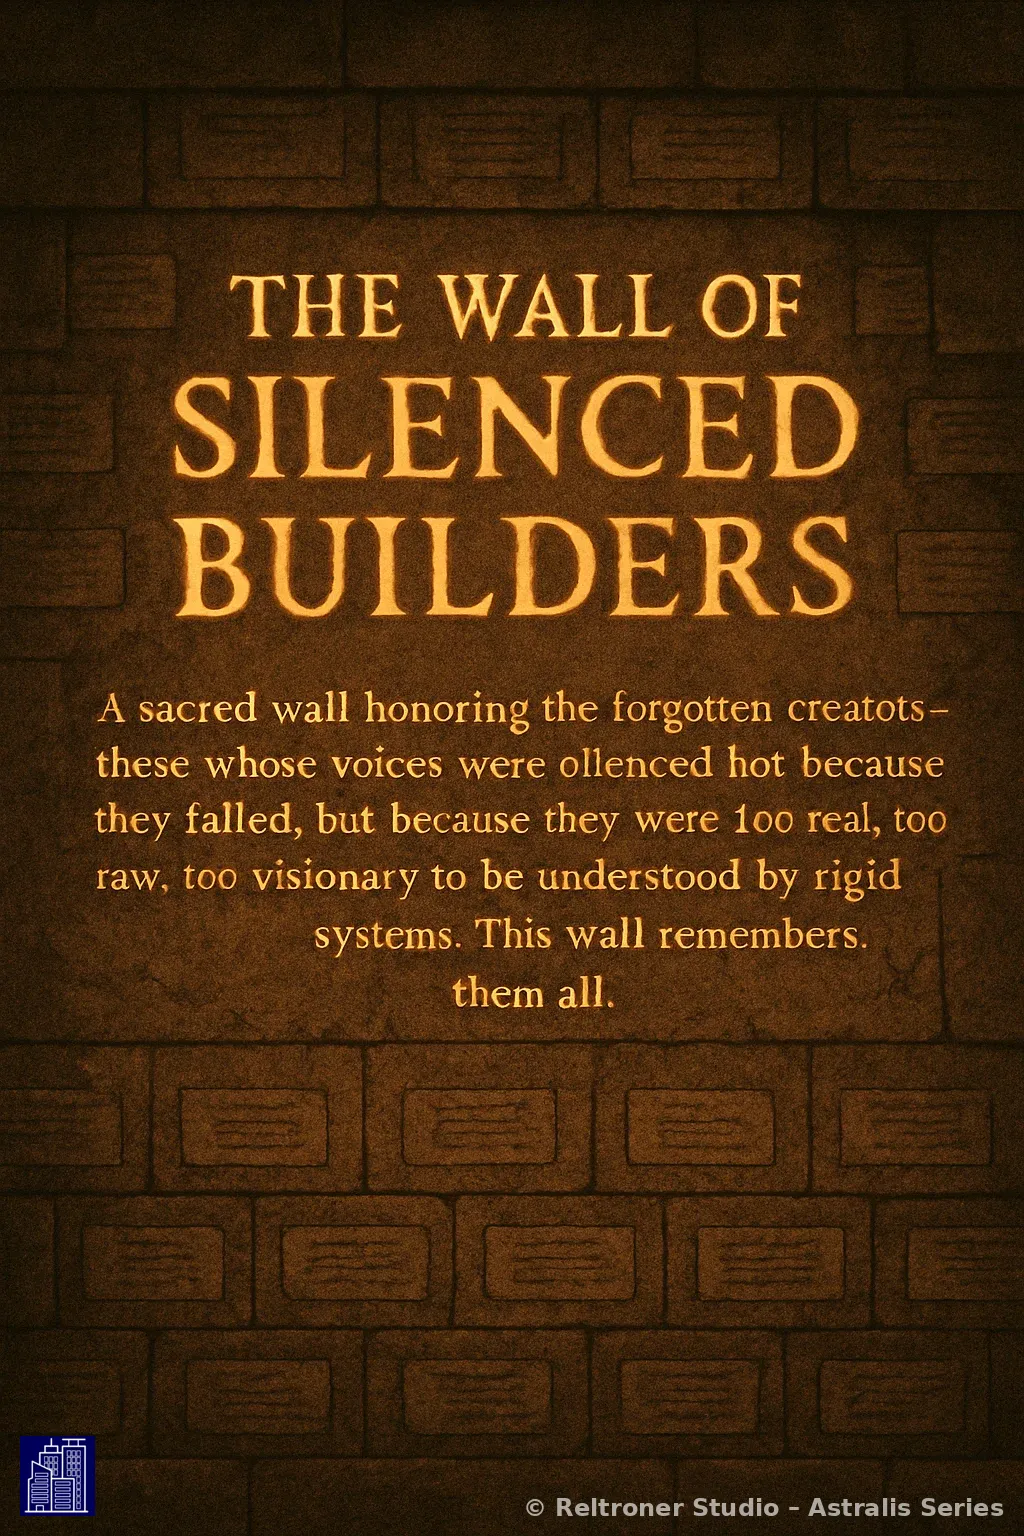 THE WALL OF
SILENCED
BUILDERS
A sacred wall honoring the forgotten creatots–
these whose voices were ollenced hot because
they falled, but because they were 1oo real, too
raw, too visionary to be understood by rigid
systems. This wall remembers.
them all.
© Reltroner Studio – Astralis Series